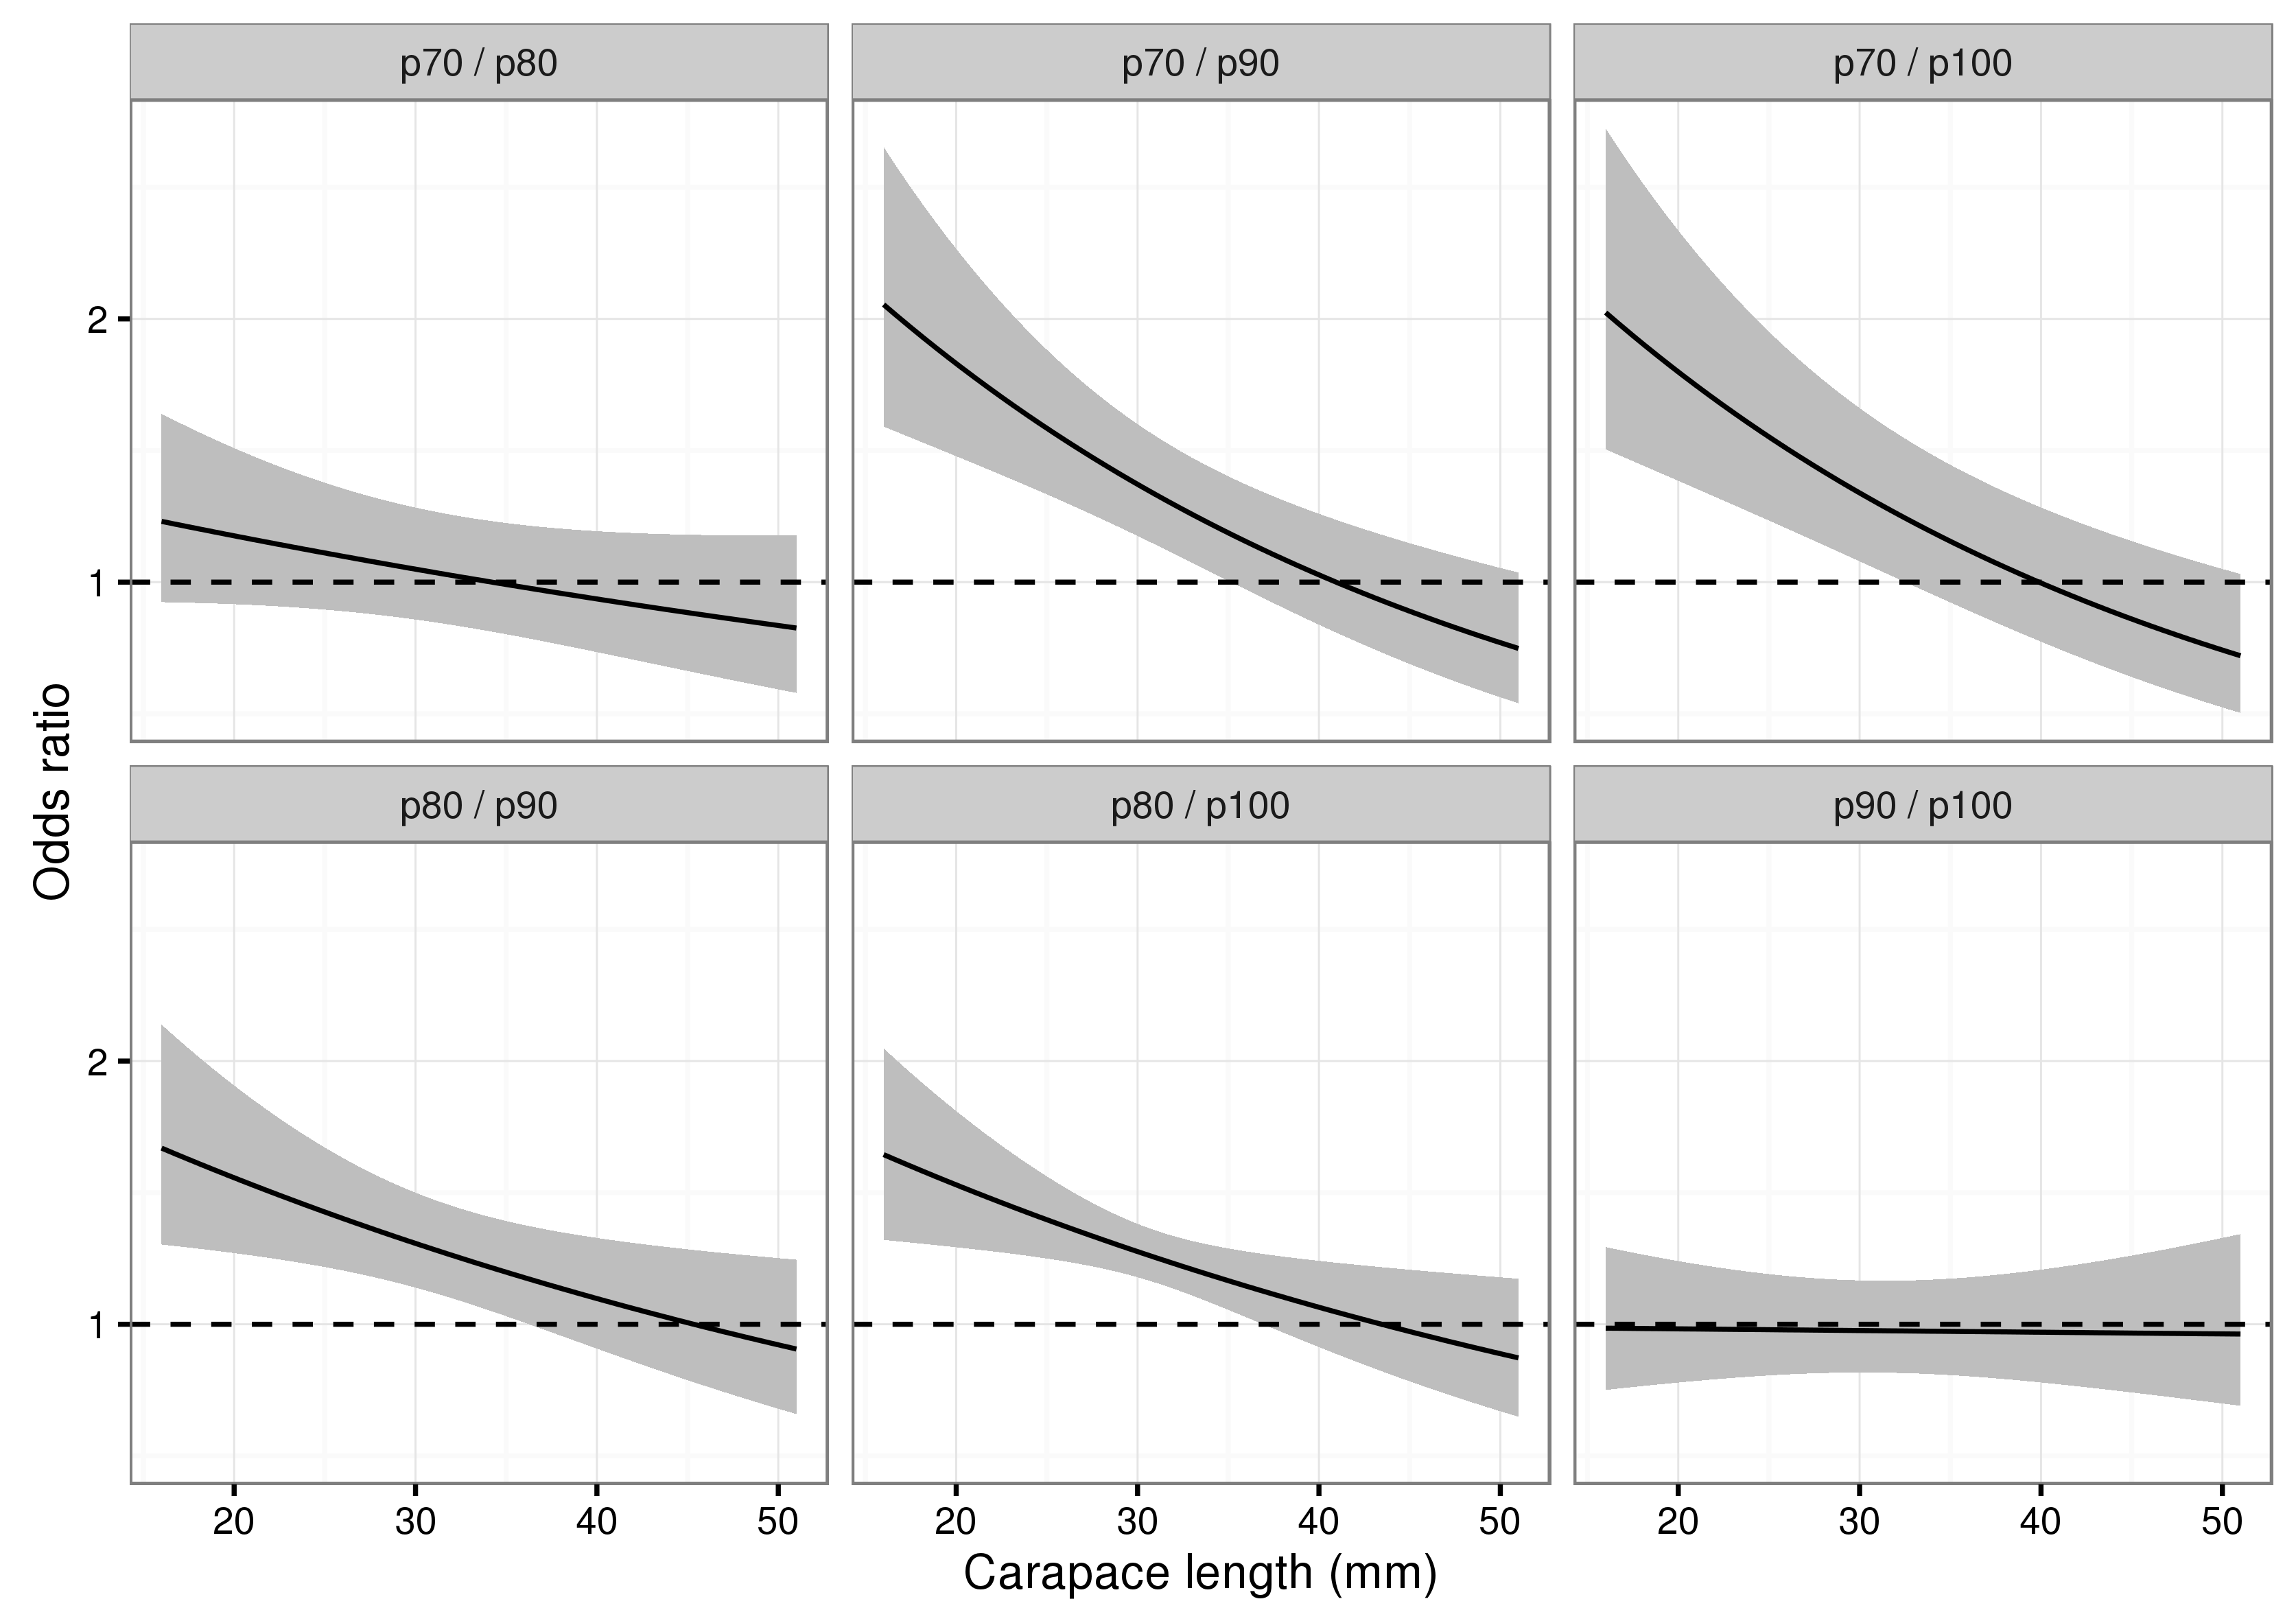 p70 / p80
p70 / p90
p70 / p100
2
1
Odds ratio
p80 / p90
p80 / p100
p90 / p100
2
1
20 30 40 50
20 30 40 50
20 30 40 50
Carapace length (mm)